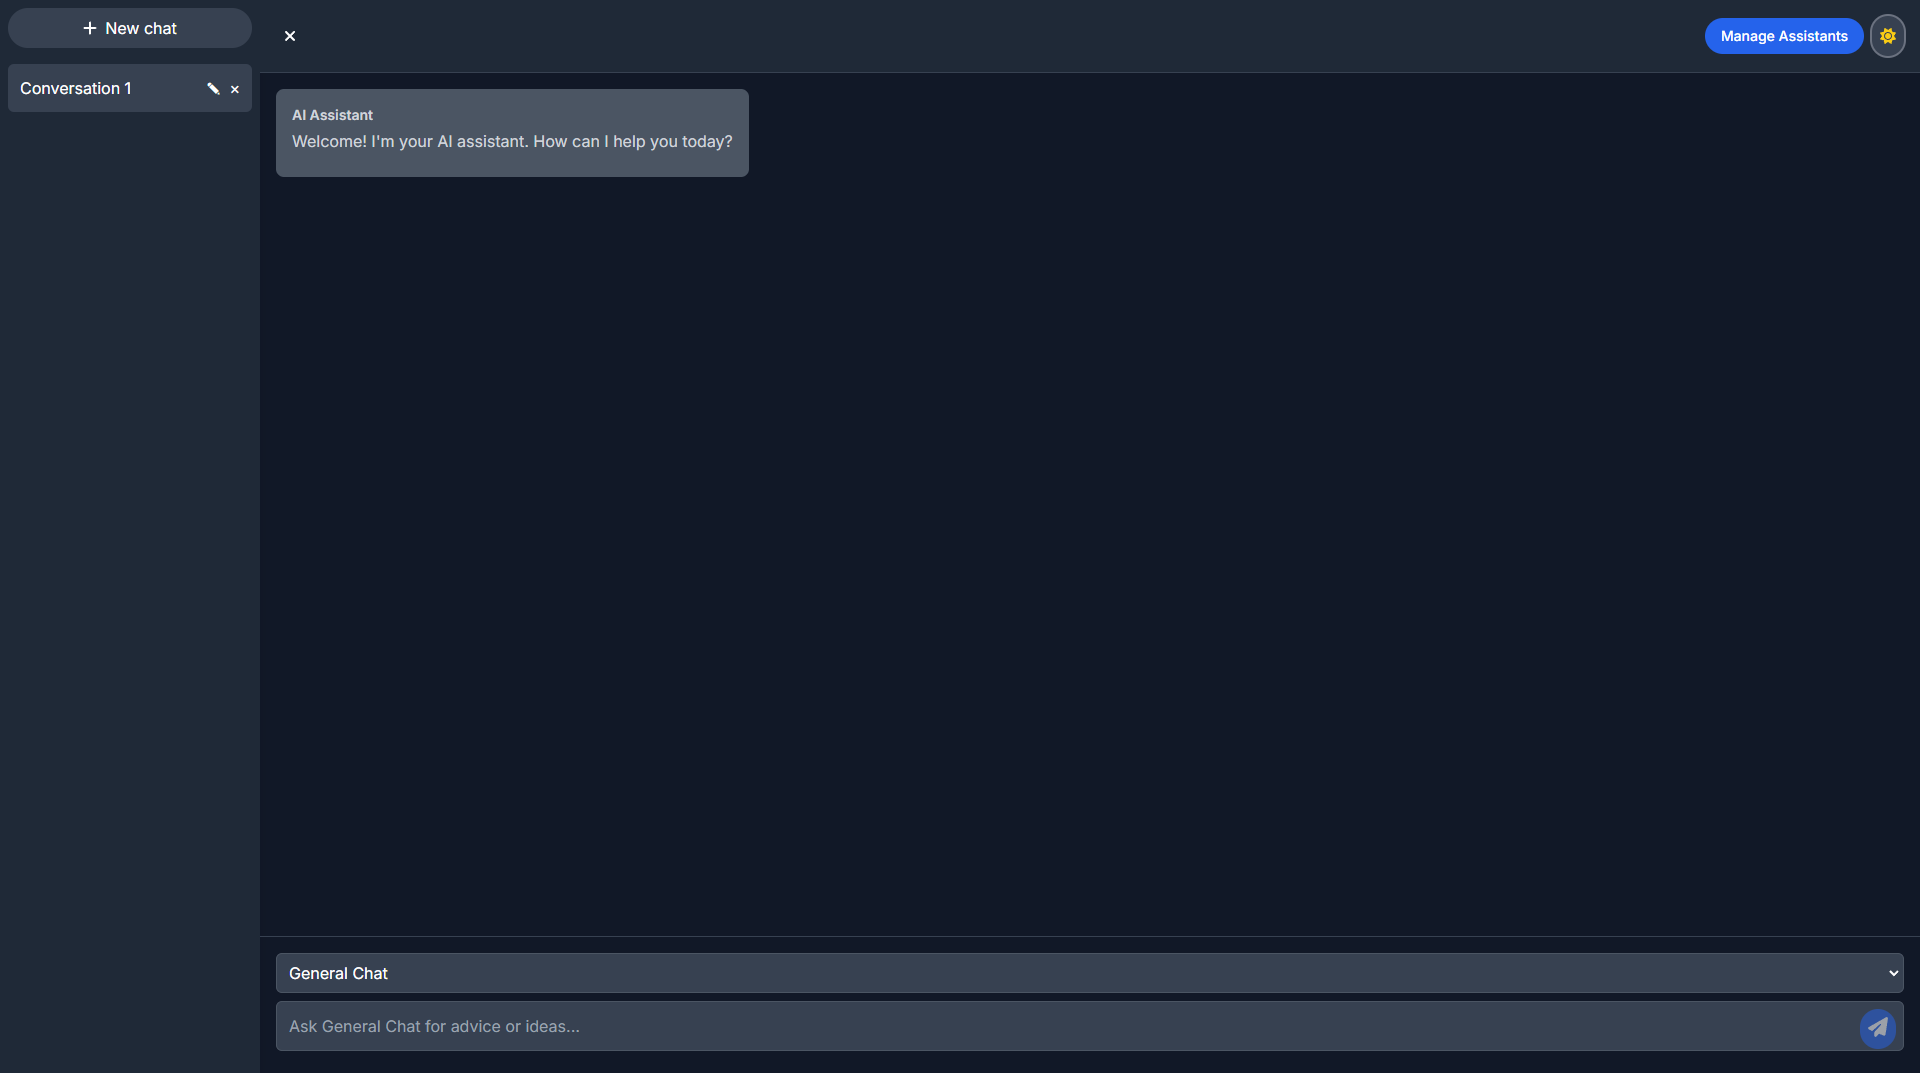 New chat
Manage Assistants
Conversation 1
AI Assistant
Welcome! I'm your AI assistant. How can I help you today?
General Chat
Ask General Chat for advice or ideas...